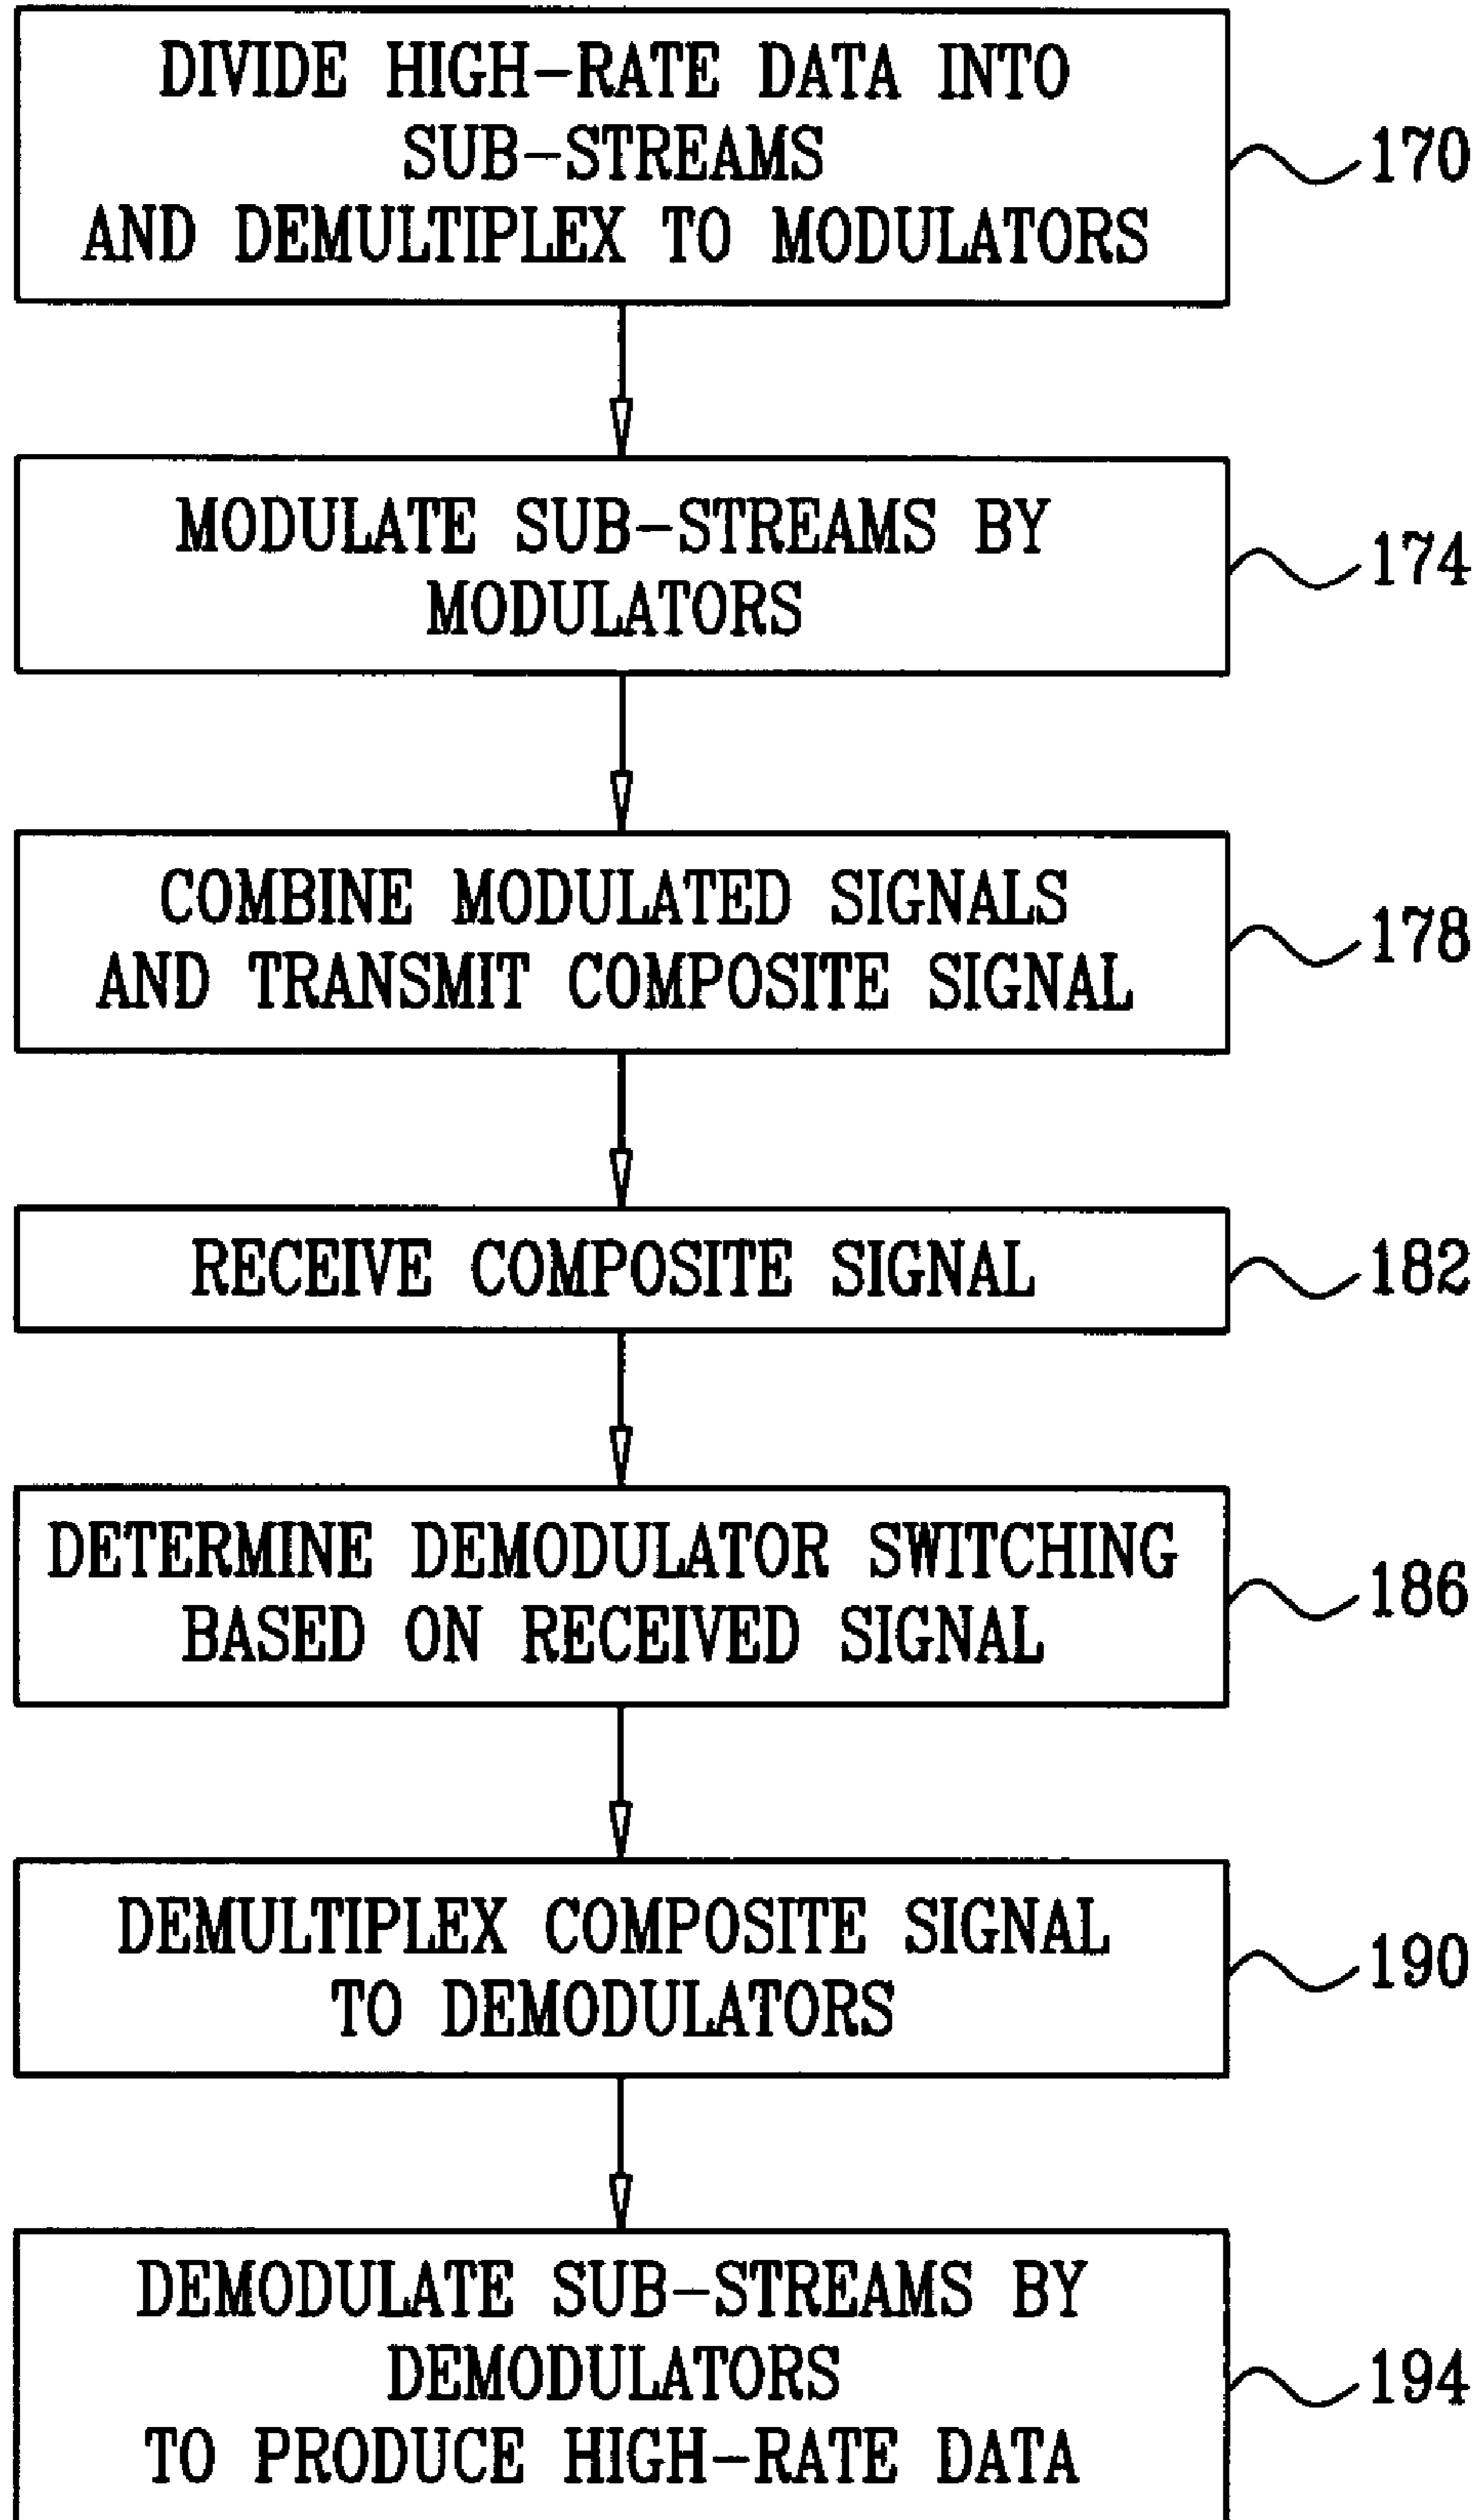 DIVIDE HIGH-RATE DATA INTO
SUB-STREAMS
AND DEMULTIPLEX TO MODULATORS
170
MODULATE SUB-STREAMS BY
MODULATORS
174
COMBINE MODULATED SIGNALS
AND TRANSMIT COMPOSITE SIGNAL
178
RECEIVE COMPOSITE SIGNAL
182
DETERMINE DEMODULATOR SWITCHING
BASED ON RECEIVED SIGNAL
186
DEMULTIPLEX COMPOSITE SIGNAL
TO DEMODULATORS
190
DEMODULATE SUB-STREAMS BY
DEMODULATORS
TO PRODUCE HIGH-RATE DATA
194